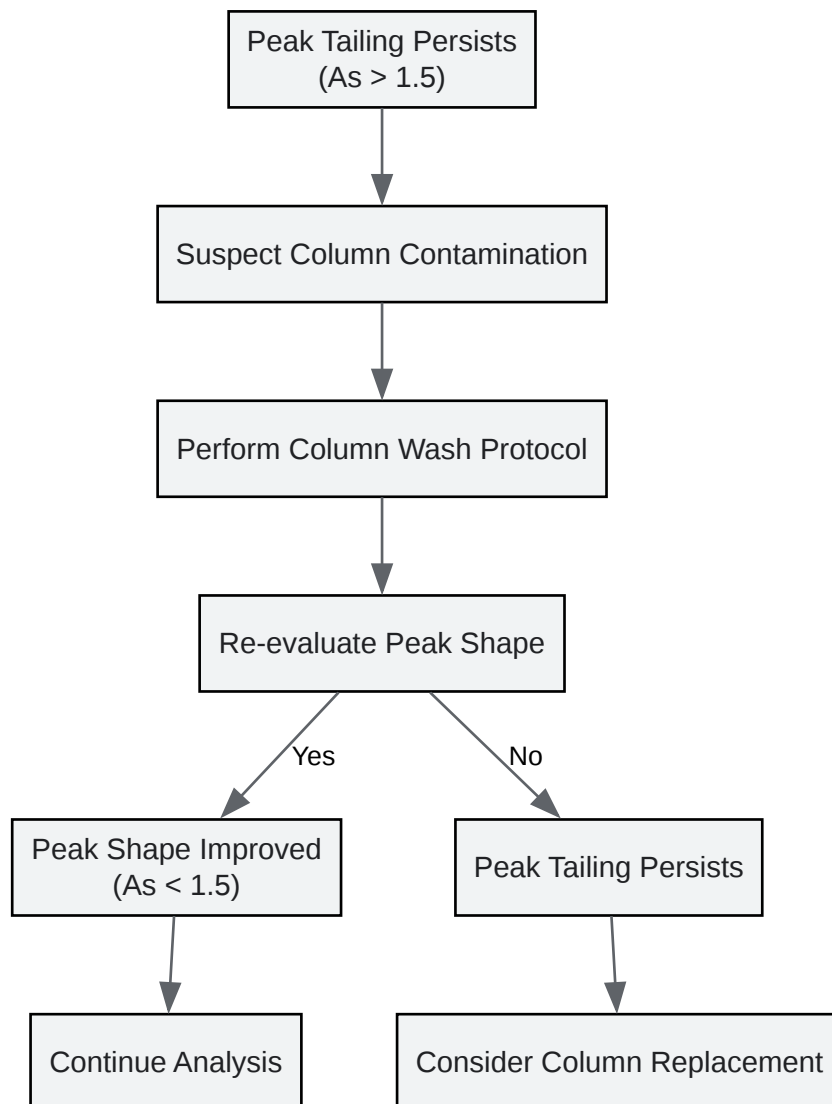 Peak Tailing Persists
(As > 1.5)
Suspect Column Contamination
Perform Column Wash Protocol
Re-evaluate Peak Shape
Yes
No
Peak Shape Improved
(As < 1.5)
Peak Tailing Persists
Continue Analysis
Consider Column Replacement